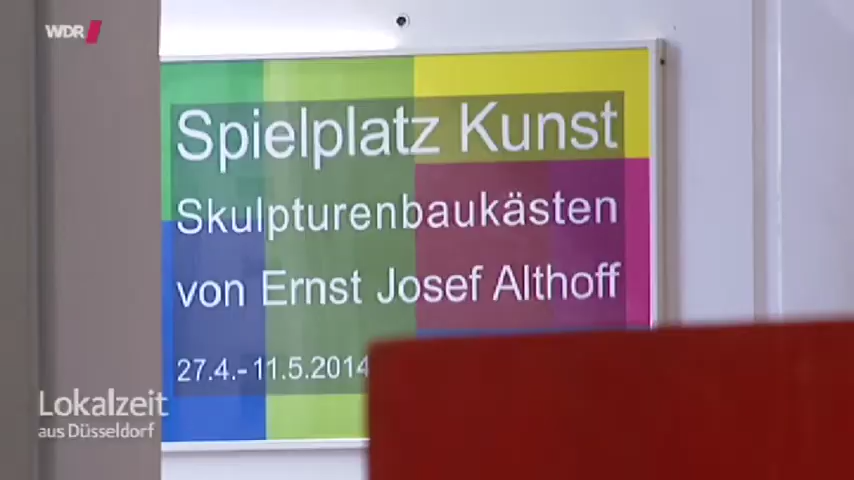 WDR
Spielplatz Kunst
Skulpturenbaukästen
von Ernst Josef Althoff
27.4.-11.5.2014
Lokalzeit
aus Düsseldorf